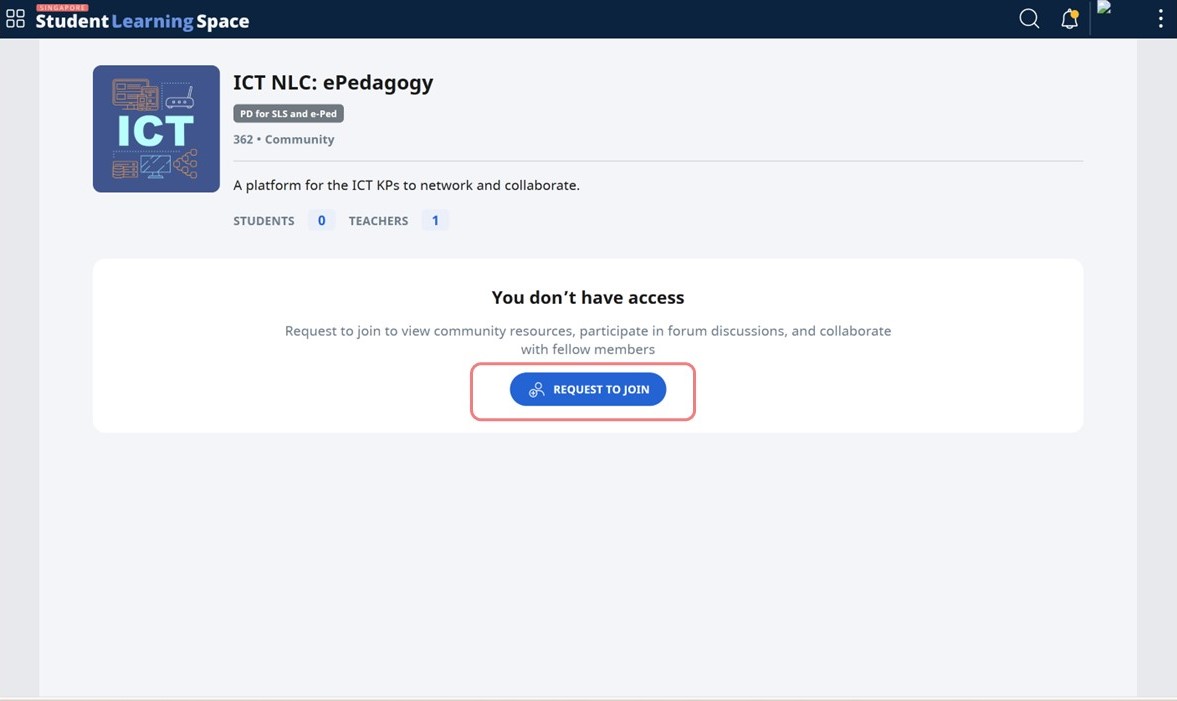 SINGAPORE
Student Learning Space
ICT
ICT NLC: ePedagogy
PD for SLS and e-Ped
362 • Community
A platform for the ICT KPs to network and collaborate.
STUDENTS 0 TEACHERS 1
You don’t have access
Request to join to view community resources, participate in forum discussions, and collaborate
with fellow members
REQUEST TO JOIN